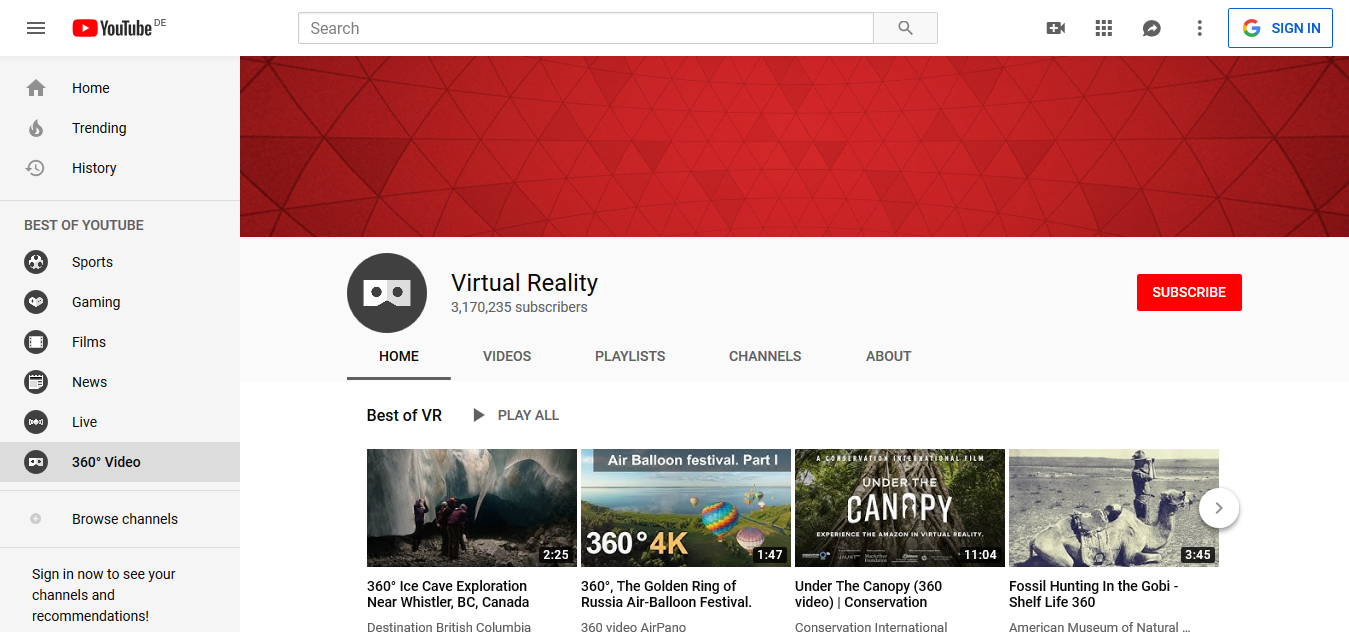 YouTube DE
Search
SIGN IN
Home
Trending
History
BEST OF YOUTUBE
Sports
Gaming
Films
News
Live
360° Video
Browse channels
Sign in now to see your
channels and
recommendations!
Virtual Reality
3,170,235 subscribers
SUBSCRIBE
HOME VIDEOS PLAYLISTS CHANNELS ABOUT
Best of VR PLAY ALL
2:25
360° Ice Cave Exploration
Near Whistler, BC, Canada
Destination British Columbia
Air Balloon festival. Part I
360° 4K
1:47
360°, The Golden Ring of
Russia Air-Balloon Festival.
360 video AirPano
A CONSERVATION INTERNATIONAL FILM
UNDER THE
CANOPY
EXPERIENCE THE AMAZON IN VIRTUAL REALITY.
11:04
Under The Canopy (360
video) | Conservation
Conservation International
3:45
Fossil Hunting In the Gobi -
Shelf Life 360
American Museum of Natural ...